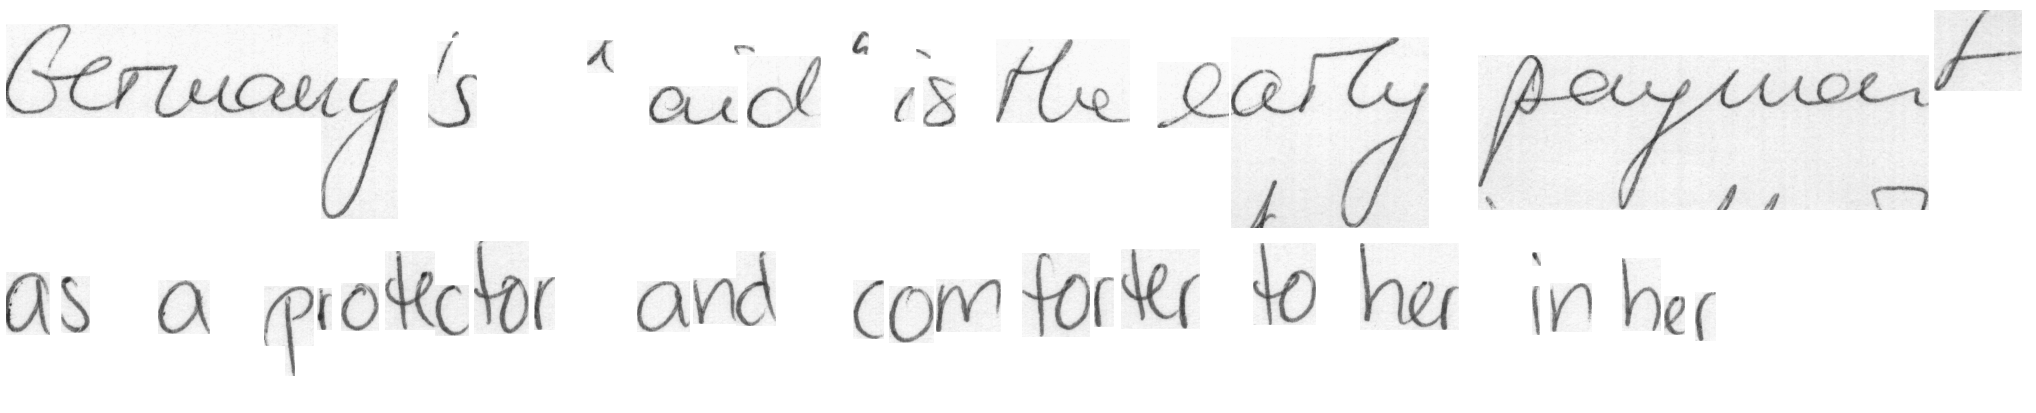 Germany's "aid" is the early payment
as a protector and comforter to her in her